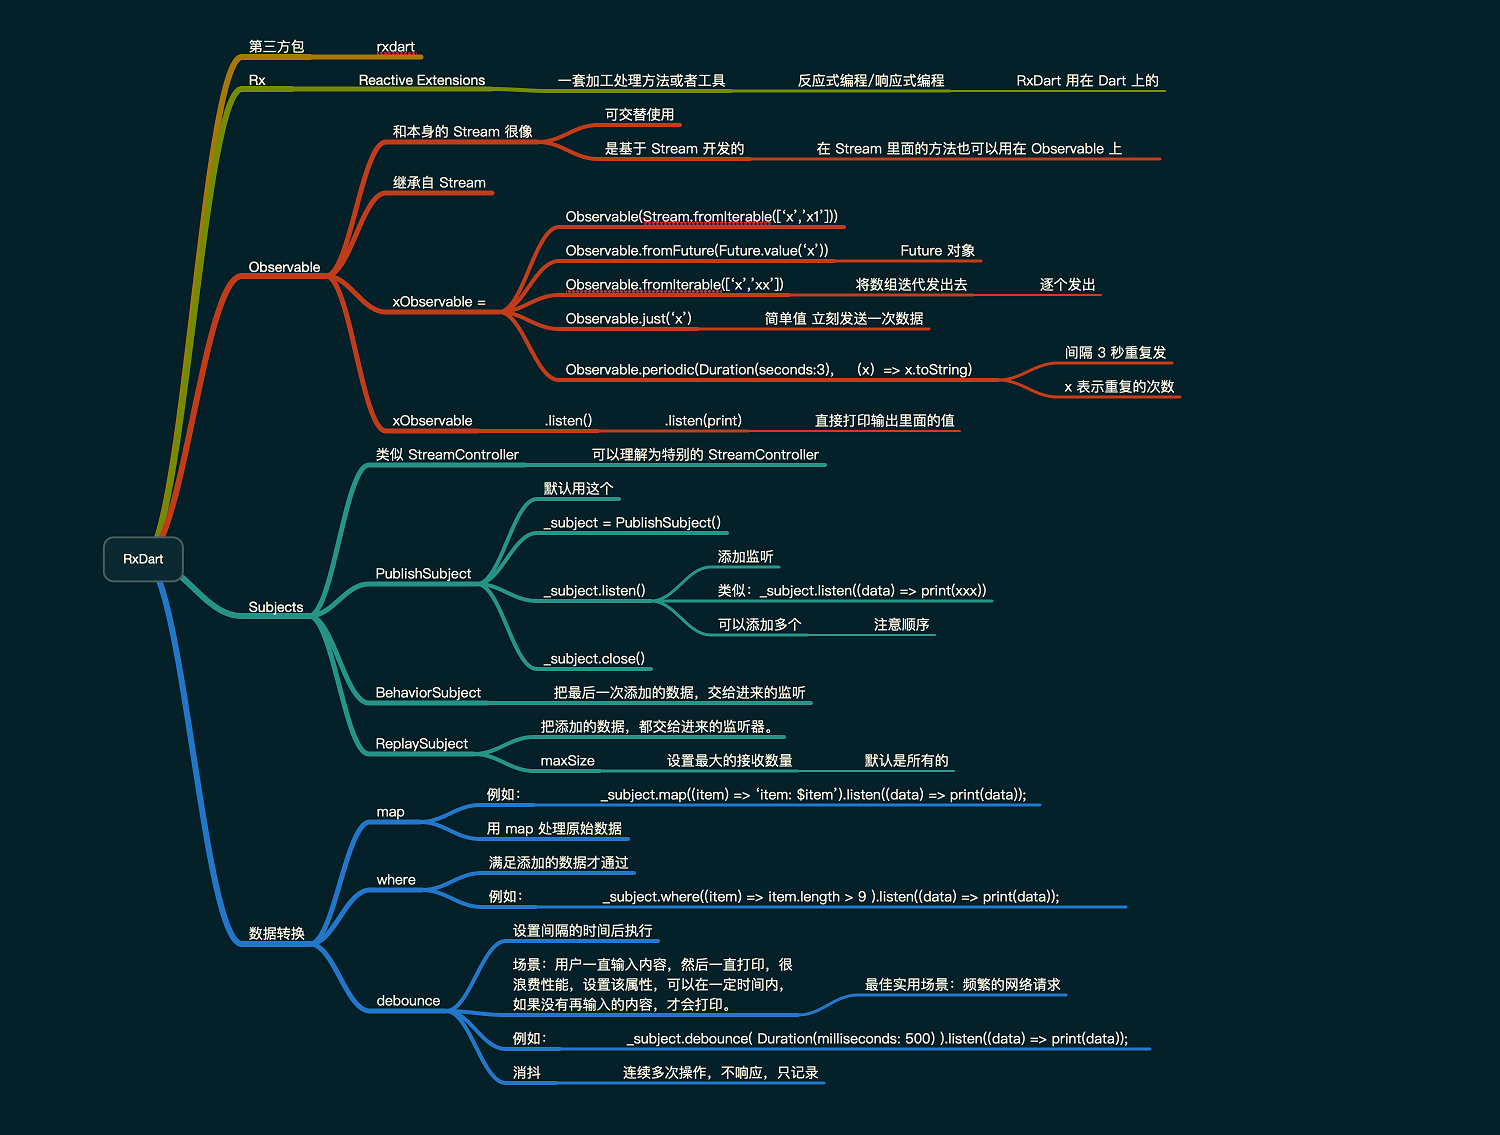 第三方包
rxdart
Rx
Reactive Extensions
一套加工处理方法或者工具
反应式编程/响应式编程
RxDart 用在 Dart 上的
和本身的 Stream 很像
可交替使用
是基于 Stream 开发的
在 Stream 里面的方法也可以用在 Observable 上
继承自 Stream
Observable
xObservable =
Observable(Stream.fromIterable([‘x’,’x1’]))
Observable.fromFuture(Future.value(‘x’))
Future 对象
Observable.fromIterable([‘x’,’xx’])
将数组迭代发出去
逐个发出
Observable.just(‘x’)
简单值 立刻发送一次数据
Observable.periodic(Duration(seconds:3), (x) => x.toString)
间隔 3 秒重复发
x 表示重复的次数
xObservable
.listen()
.listen(print)
直接打印输出里面的值
RxDart
Subjects
类似 StreamController
可以理解为特别的 StreamController
PublishSubject
默认用这个
_subject = PublishSubject()
_subject.listen()
添加监听
类似：_subject.listen((data) => print(xxx))
可以添加多个
注意顺序
_subject.close()
BehaviorSubject
把最后一次添加的数据，交给进来的监听
ReplaySubject
把添加的数据，都交给进来的监听器。
maxSize
设置最大的接收数量
默认是所有的
数据转换
map
例如：
_subject.map((item) => ‘item: $item’).listen((data) => print(data));
用 map 处理原始数据
where
满足添加的数据才通过
例如：
_subject.where((item) => item.length > 9 ).listen((data) => print(data));
debounce
设置间隔的时间后执行
场景：用户一直输入内容，然后一直打印，很
浪费性能，设置该属性，可以在一定时间内，
如果没有再输入的内容，才会打印。
最佳实用场景：频繁的网络请求
例如：
_subject.debounce( Duration(milliseconds: 500) ).listen((data) => print(data));
消抖
连续多次操作，不响应，只记录